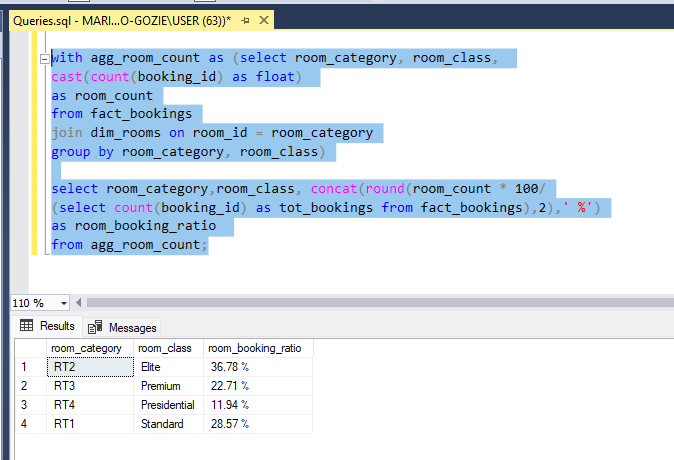 Queries.sql - MARI...O-GOZIE\USER (63))*
with agg_room_count as (select room_category, room_class,
cast(count(booking_id) as float)
as room_count
from fact_bookings
join dim_rooms on room_id = room_category
group by room_category, room_class)
select room_category,room_class, concat(round(room_count * 100/
(select count(booking_id) as tot_bookings from fact_bookings),2),' %')
as room_booking_ratio
from agg_room_count;
110 %
Results Messages
room_category room_class room_booking_ratio
1 RT2 Elite 36.78 %
2 RT3 Premium 22.71 %
3 RT4 Presidential 11.94 %
4 RT1 Standard 28.57 %